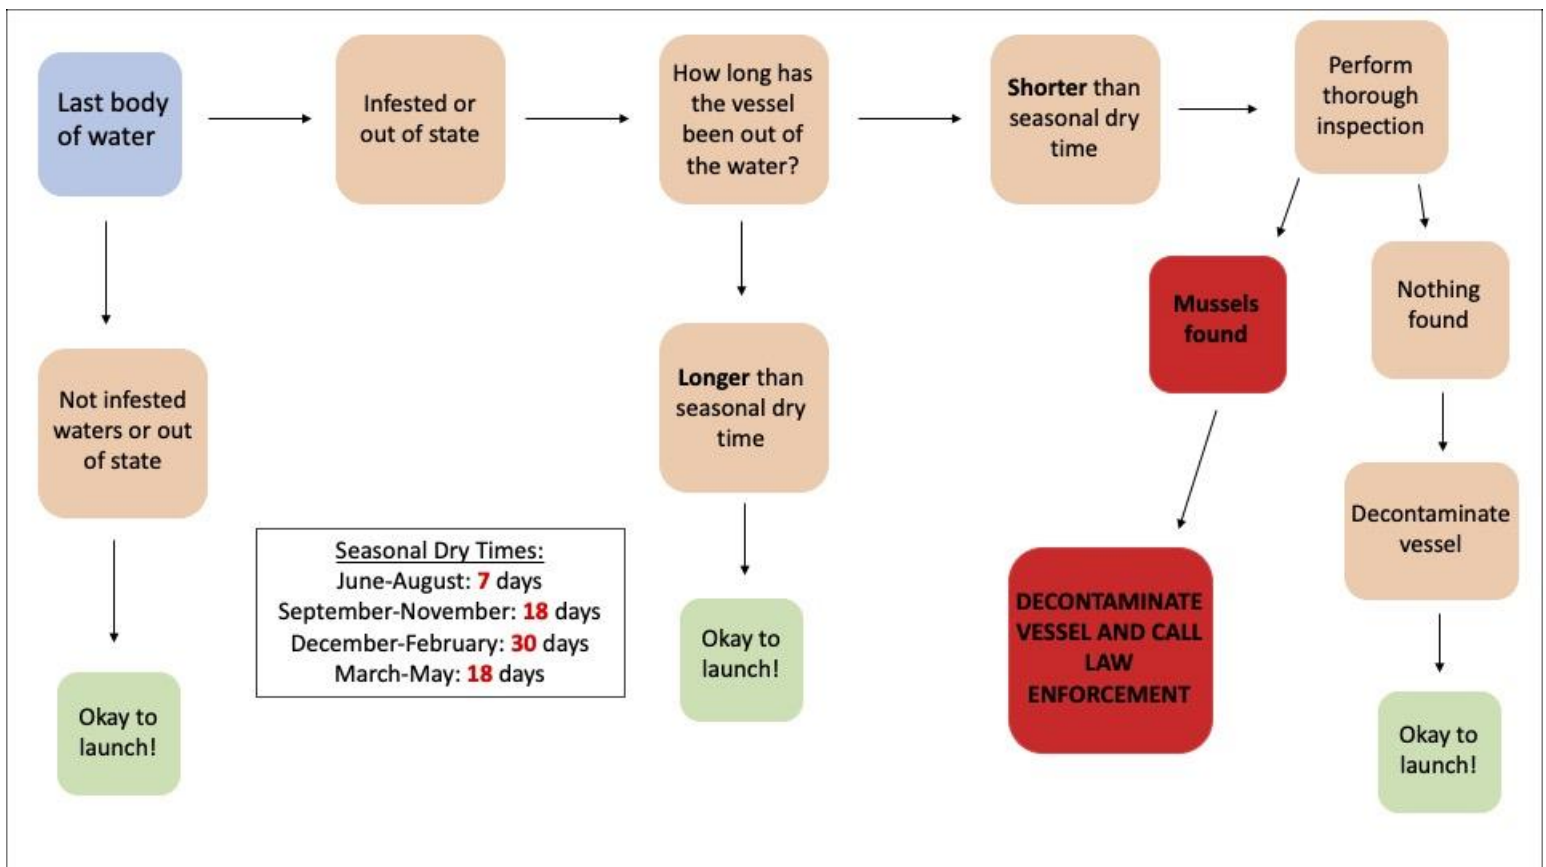 Last body
of water
Infested or
out of state
How long has
the vessel
been out of
the water?
Shorter than
seasonal dry
time
Perform
thorough
inspection
Mussels
found
Nothing
found
Not infested
waters or out
of state
Longer than
seasonal dry
time
Decontaminate
vessel
Seasonal Dry Times:
June-August: 7 days
September-November: 18 days
December-February: 30 days
March-May: 18 days
DECONTAMINATE
VESSEL AND CALL
LAW
ENFORCEMENT
Okay to
launch!
Okay to
launch!
Okay to
launch!